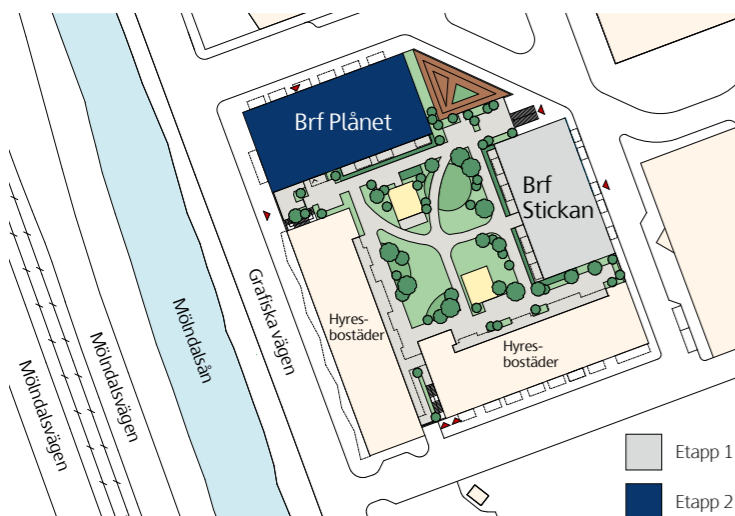 Brf Plånet
Brf
Stickan
Hyres-
bostäder
Hyres-
bostäder
Grafiska vägen
Mölndalsån
Mölndalsvägen
Mölndalsvägen
Etapp 1
Etapp 2